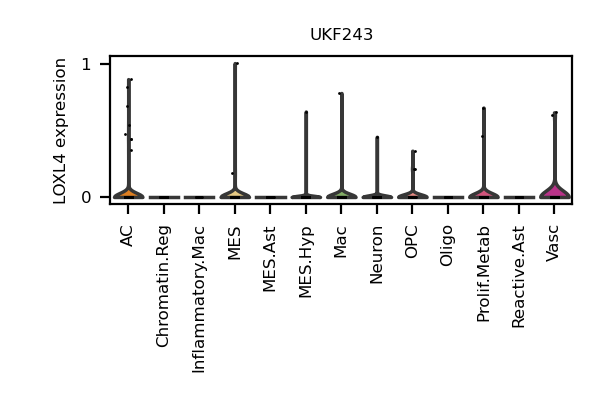 UKF243
LOXL4 expression
1
0
AC
Chromatin.Reg
Inflammatory.Mac
MES
MES.Ast
MES.Hyp
Mac
Neuron
OPC
Oligo
Prolif.Metab
Reactive.Ast
Vasc